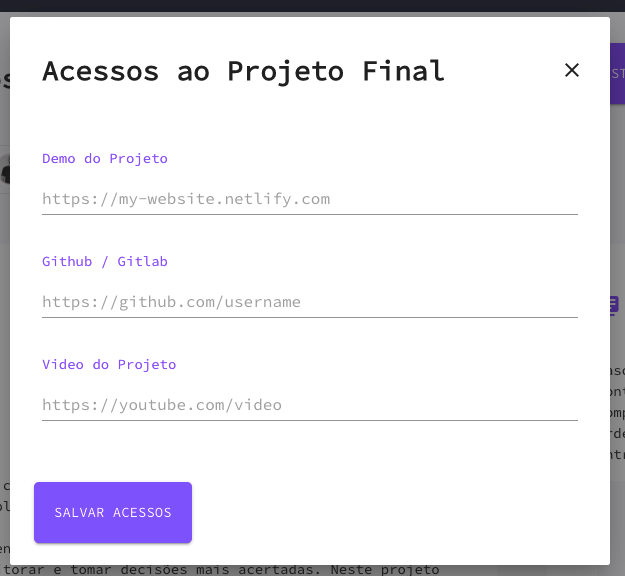 Acessos ao Projeto Final
Demo do Projeto
https://my-website.netlify.com
Github / Gitlab
https://github.com/username
Video do Projeto
https://youtube.com/video
SALVAR ACESSOS
torar e tomar decisões mais acertadas. Neste projeto